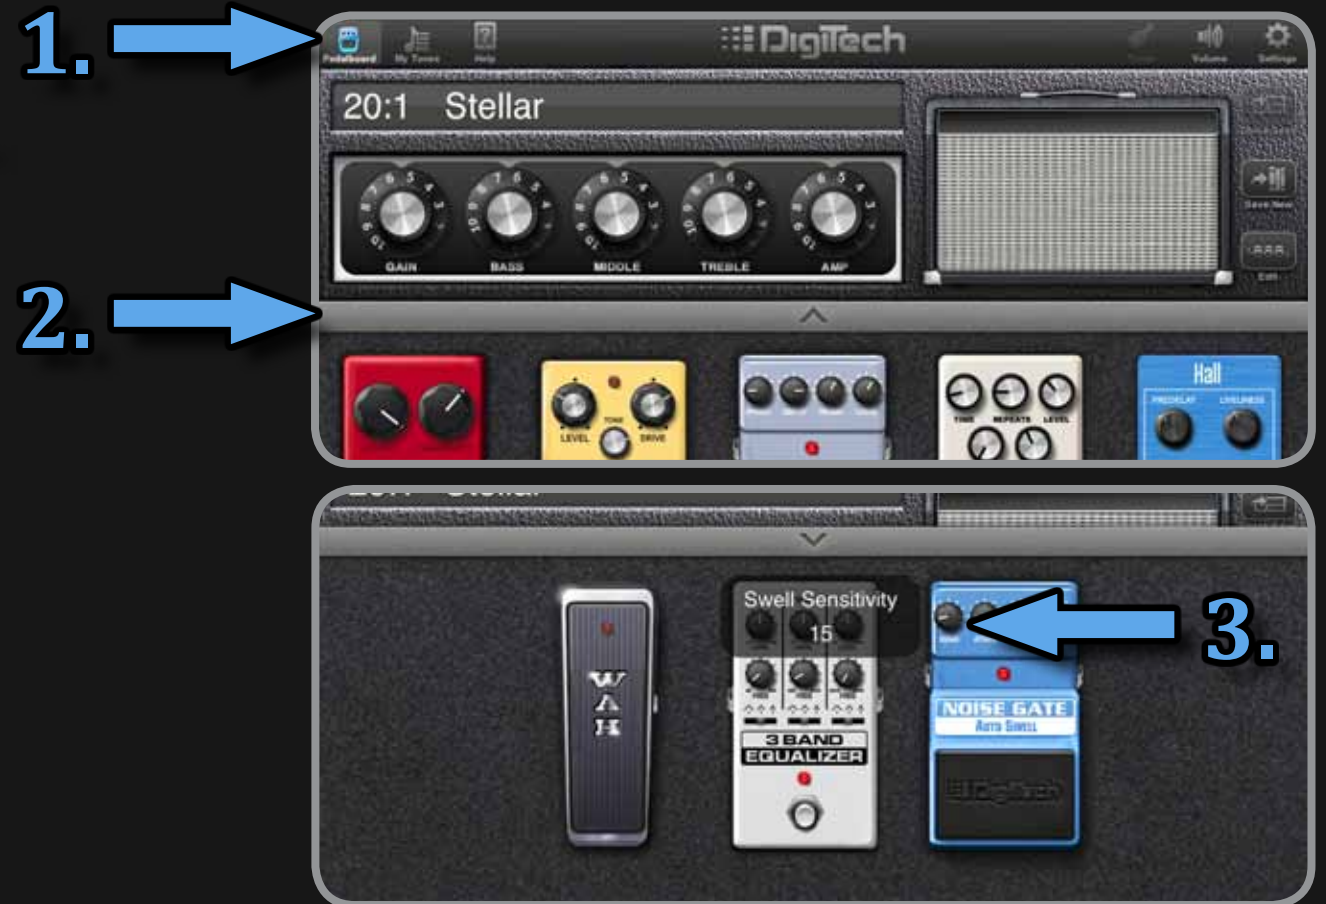 1.
Pedalboard My Tones Help DigiTech Volume Settings
20:1 Stellar
GAIN BASS MIDDLE TREBLE AMP
Save New
Edit
2.
Hall
PREDELAY LIVELINESS
TIME REPEATS LEVEL
LEVEL TONE DRIVE
Swell Sensitivity
15
3.
WAH
NOISE GATE
AUTO SWELL
3 BAND
EQUALIZER
DigiTech